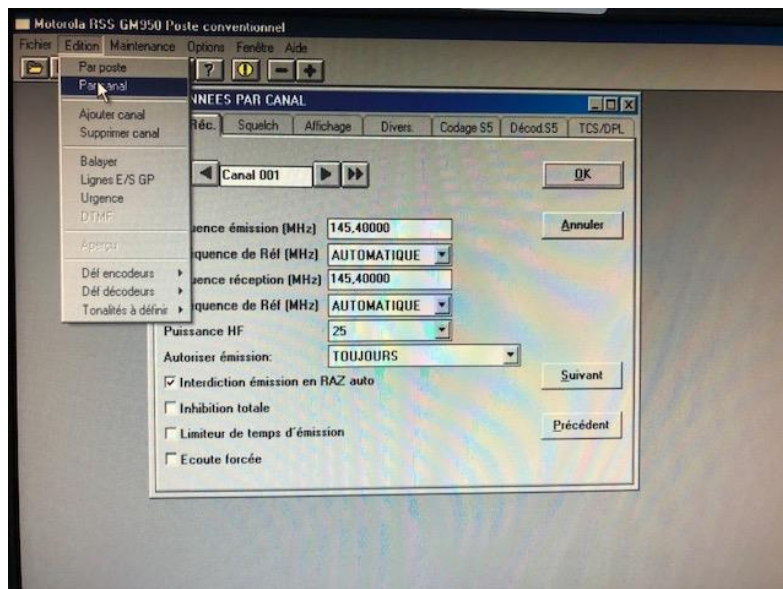 Motorola RSS GM950 Poste conventionnel
Fichier Edition Maintenance Options Fenêtre Aide
Par poste
Par canal
Ajouter canal
Supprimer canal
Balayer
Lignes E/S GP
Urgence
DTMF
Aperçu
Déf encodeurs
Déf décodeurs
Tonalités à définir
NNEES PAR CANAL
Réc. Squelch Affichage Divers. Codage S5 Décod.S5 TCS/DPL
Canal 001
OK
Annuler
uence émission (MHz) 145,40000
quence de Réf (MHz) AUTOMATIQUE
uence réception (MHz) 145,40000
quence de Réf (MHz) AUTOMATIQUE
Puissance HF 25
Autoriser émission: TOUJOURS
Interdiction émission en RAZ auto
Inhibition totale
Limiteur de temps d'émission
Ecoute forcée
Suivant
Précédent